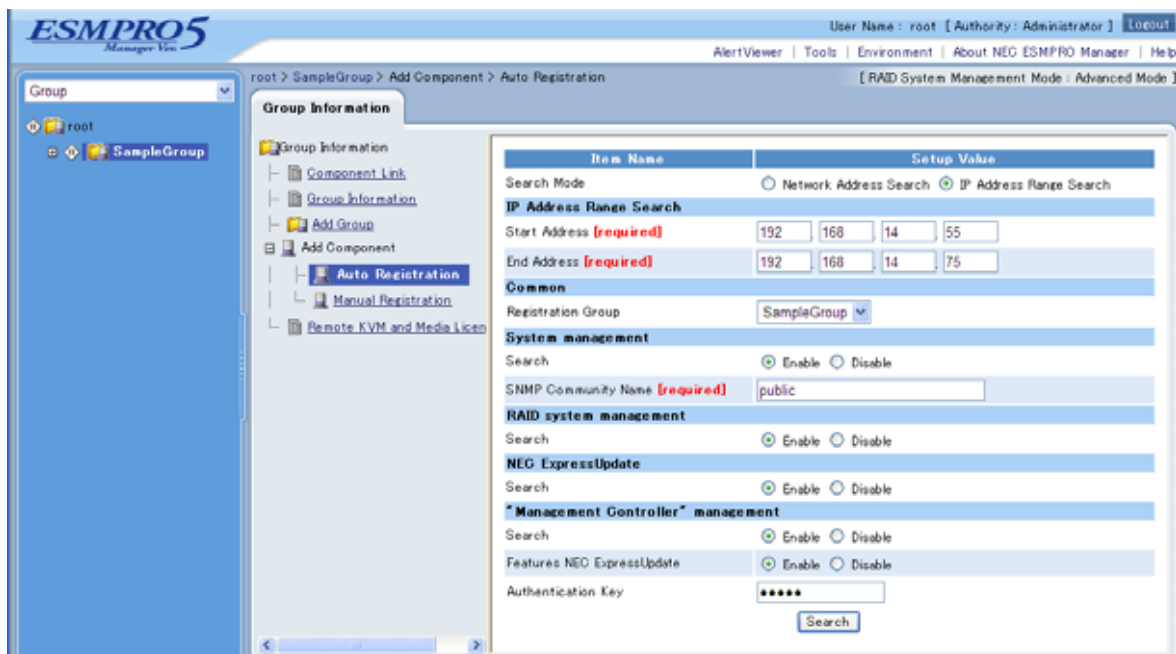 ESMPRO5
Manager Ver.
User Name : root [ Authority : Administrator ] Logout
AlertViewer | Tools | Environment | About NEC ESMPRO Manager | Help
root > SampleGroup > Add Component > Auto Registration
[ RAID System Management Mode : Advanced Mode ]
Group
root
SampleGroup
Group Information
Group Information
Component Link
Group Information
Add Group
Add Component
Auto Registration
Manual Registration
Remote KVM and Media Licen
Item Name Setup Value
Search Mode Network Address Search IP Address Range Search
IP Address Range Search
Start Address [required] 192 . 168 . 14 . 55
End Address [required] 192 . 168 . 14 . 75
Common
Registration Group SampleGroup
System management
Search Enable Disable
SNMP Community Name [required] public
RAID system management
Search Enable Disable
NEC ExpressUpdate
Search Enable Disable
"Management Controller" management
Search Enable Disable
Features NEC ExpressUpdate Enable Disable
Authentication Key •••••
Search